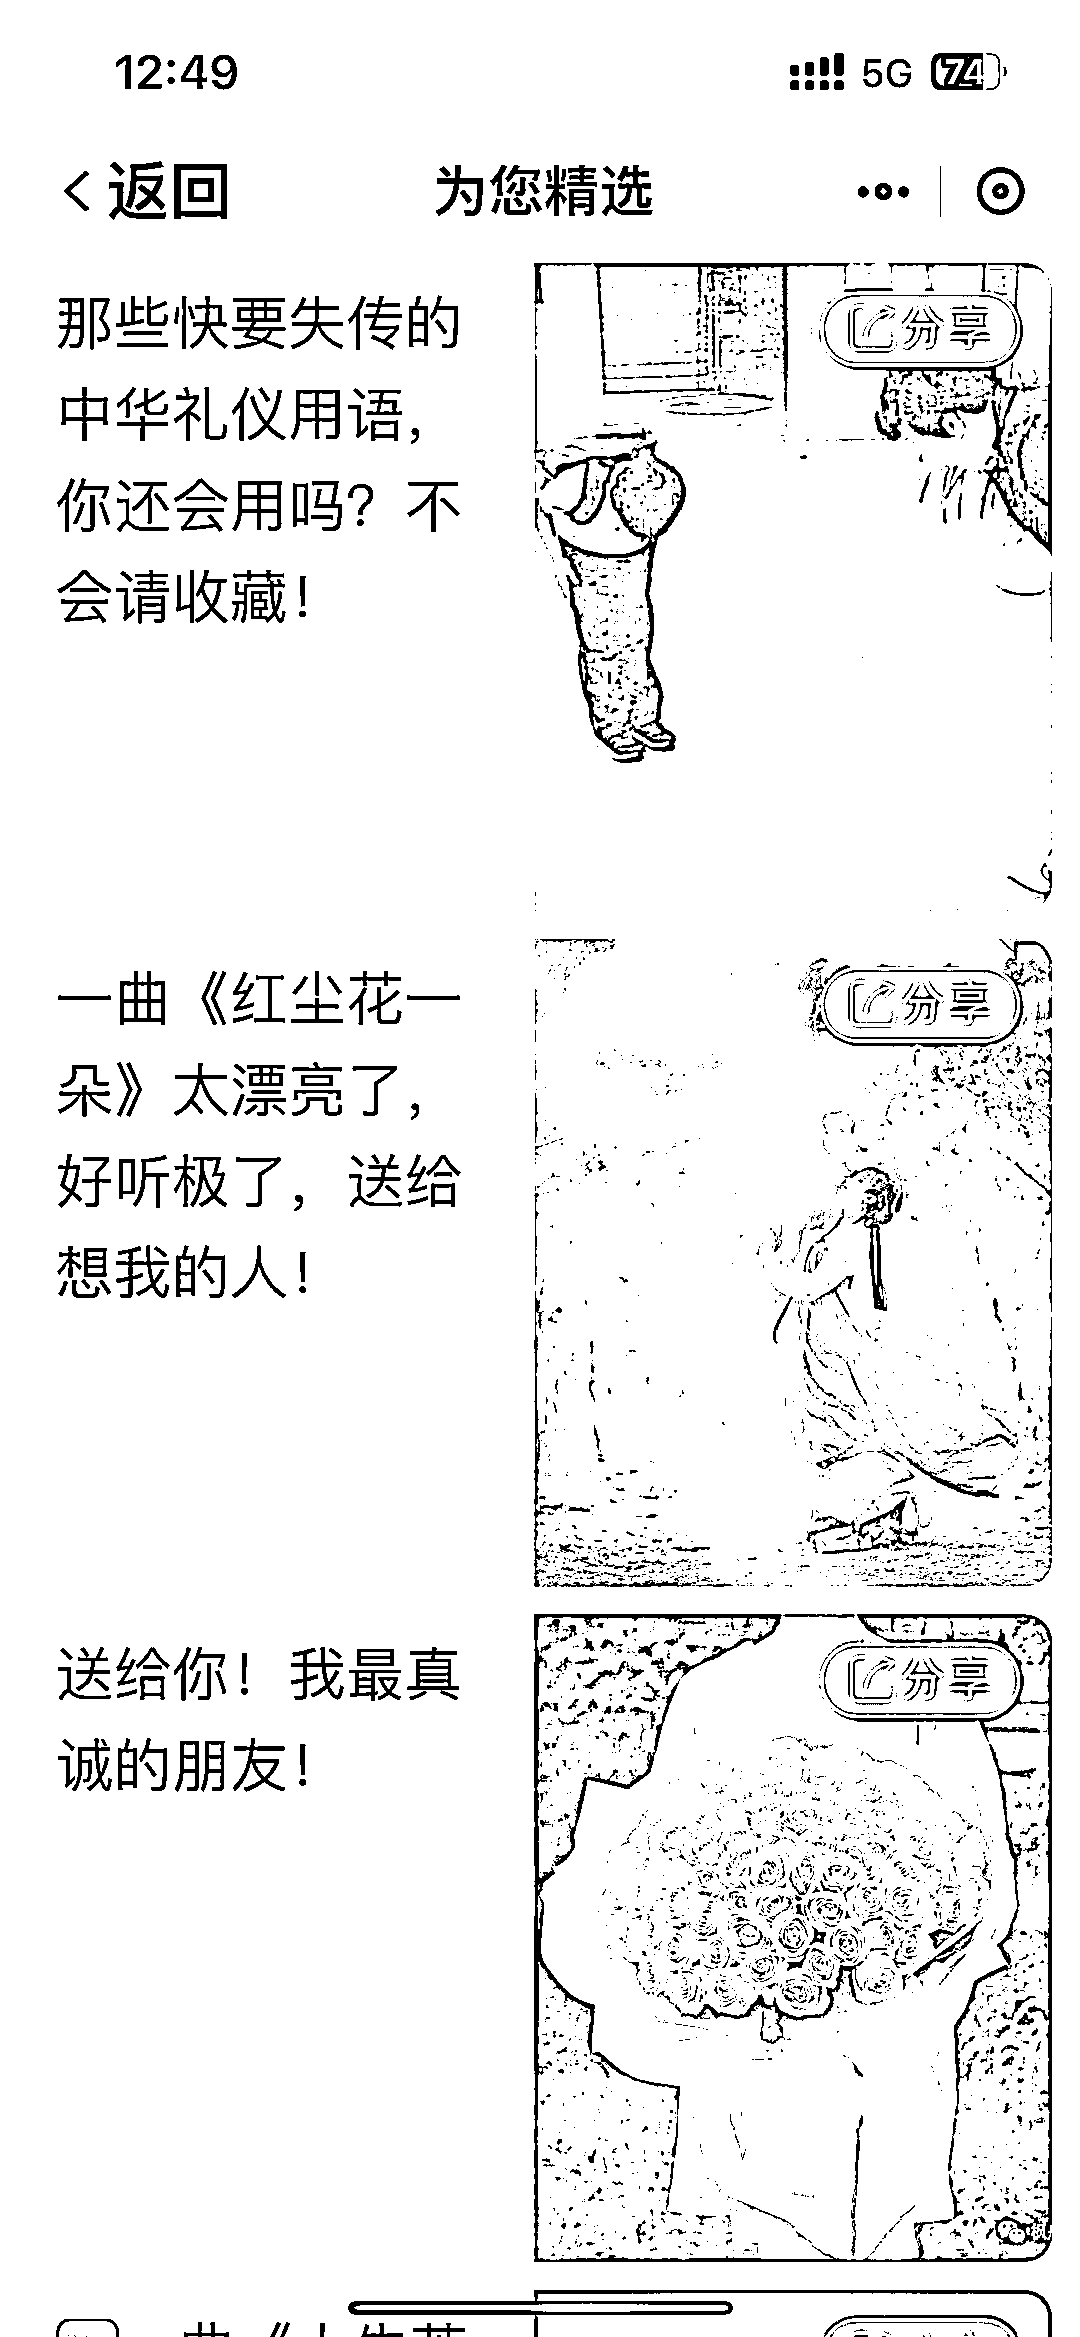 12:49
5G 74
返回
为您精选
那些快要失传的
中华礼仪用语，
你还会用吗？不
会请收藏！
分享
一曲《红尘花一
朵》太漂亮了，
好听极了，送给
想我的人！
分享
送给你！我最真
诚的朋友！
分享